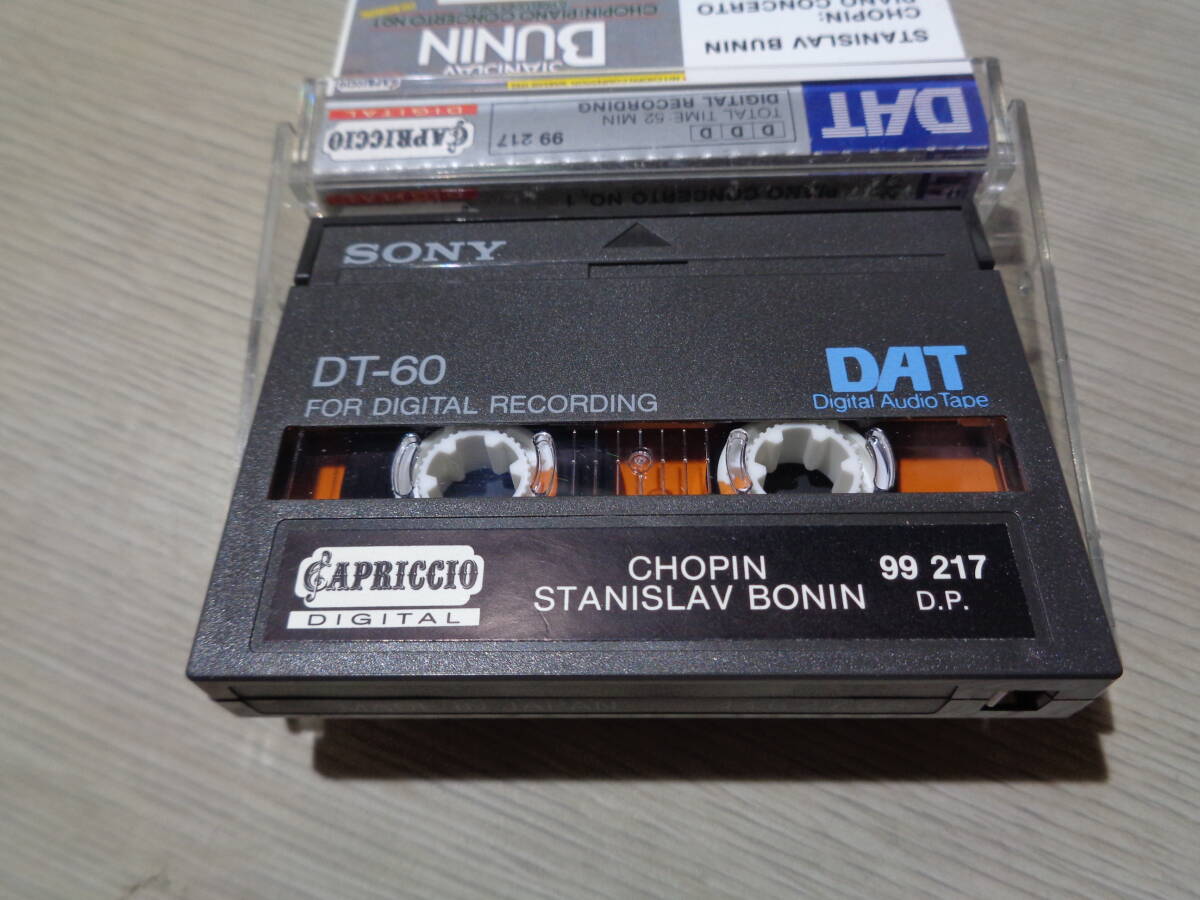 STANISLAV BUNIN
CHOPIN:
PIANO CONCERTO
STANISLAV
BUNIN
CHOPIN: PIANO CONCERTO NO. 1
DAT
D D D
TOTAL TIME 52 MIN
DIGITAL RECORDING
99 217
CAPRICCIO
DIGITAL
CAPRICCIO
PIANO CONCERTO NO. 1
SONY
DT-60
FOR DIGITAL RECORDING
DAT
Digital Audio Tape
CAPRICCIO
DIGITAL
CHOPIN
STANISLAV BONIN
99 217
D.P.